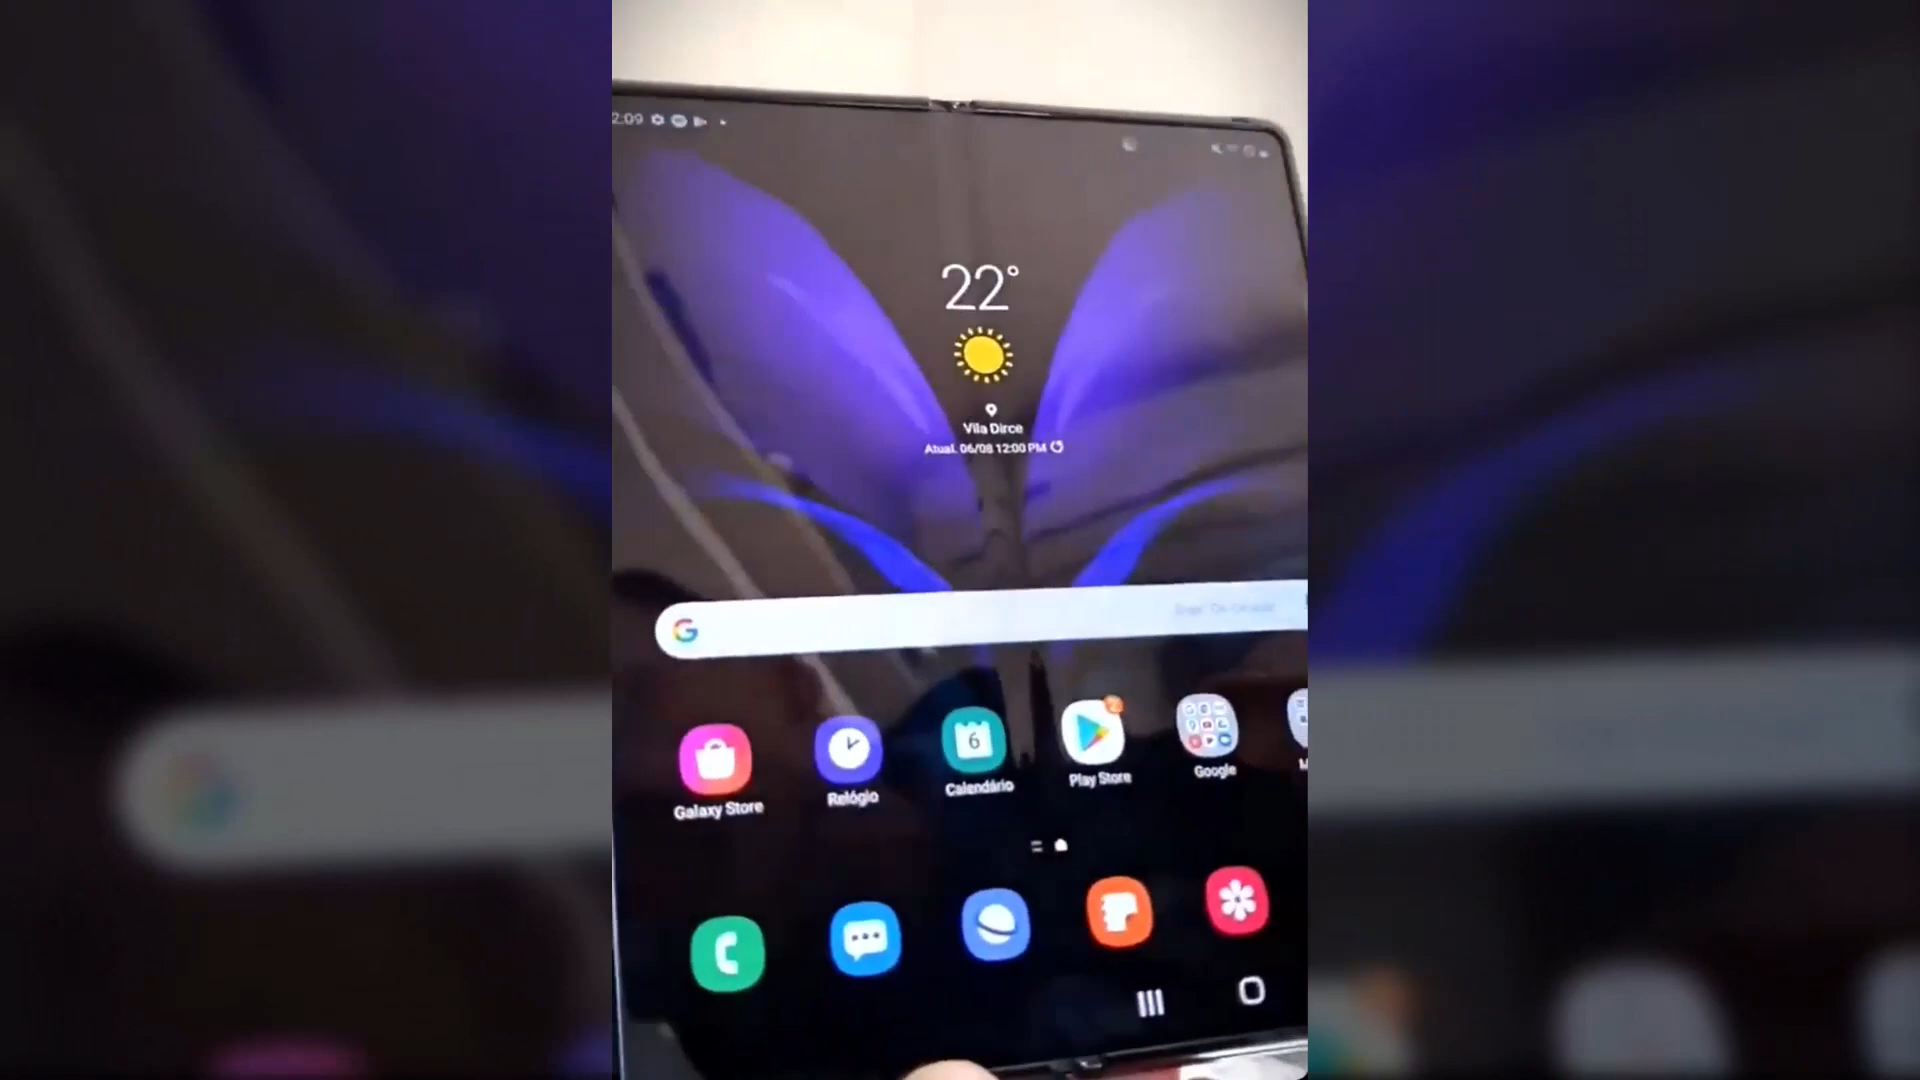 2:09
22°
Vila Dirce
Atual. 06/08 12:00 PM
G
2
6
Galaxy Store
Relógio
Calendário
Play Store
Google
M